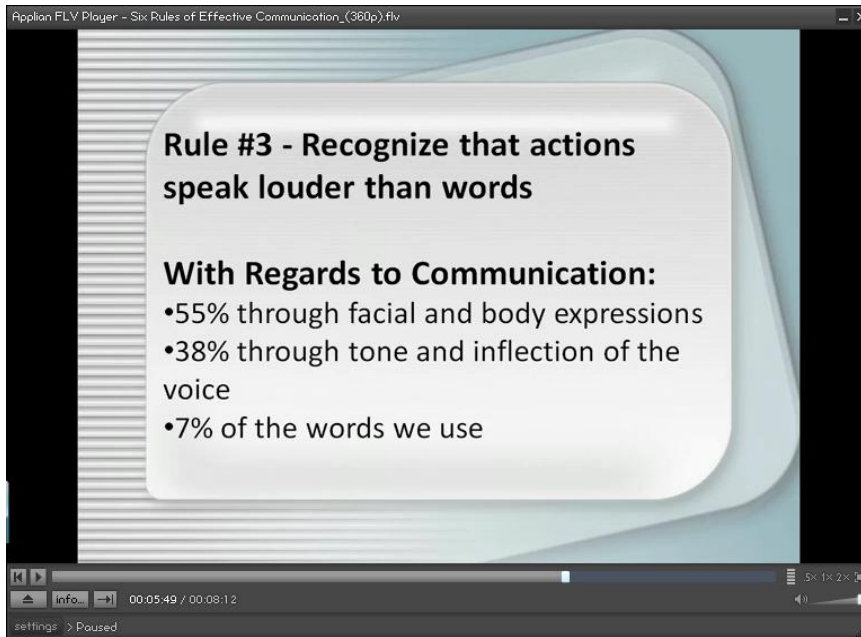 Applian FLV Player - Six Rules of Effective Communication_(360p).flv
Rule #3 - Recognize that actions
speak louder than words
With Regards to Communication:
•55% through facial and body expressions
•38% through tone and inflection of the
voice
•7% of the words we use
.5x 1x 2x
info... 00:05:49 / 00:08:12
settings > Paused